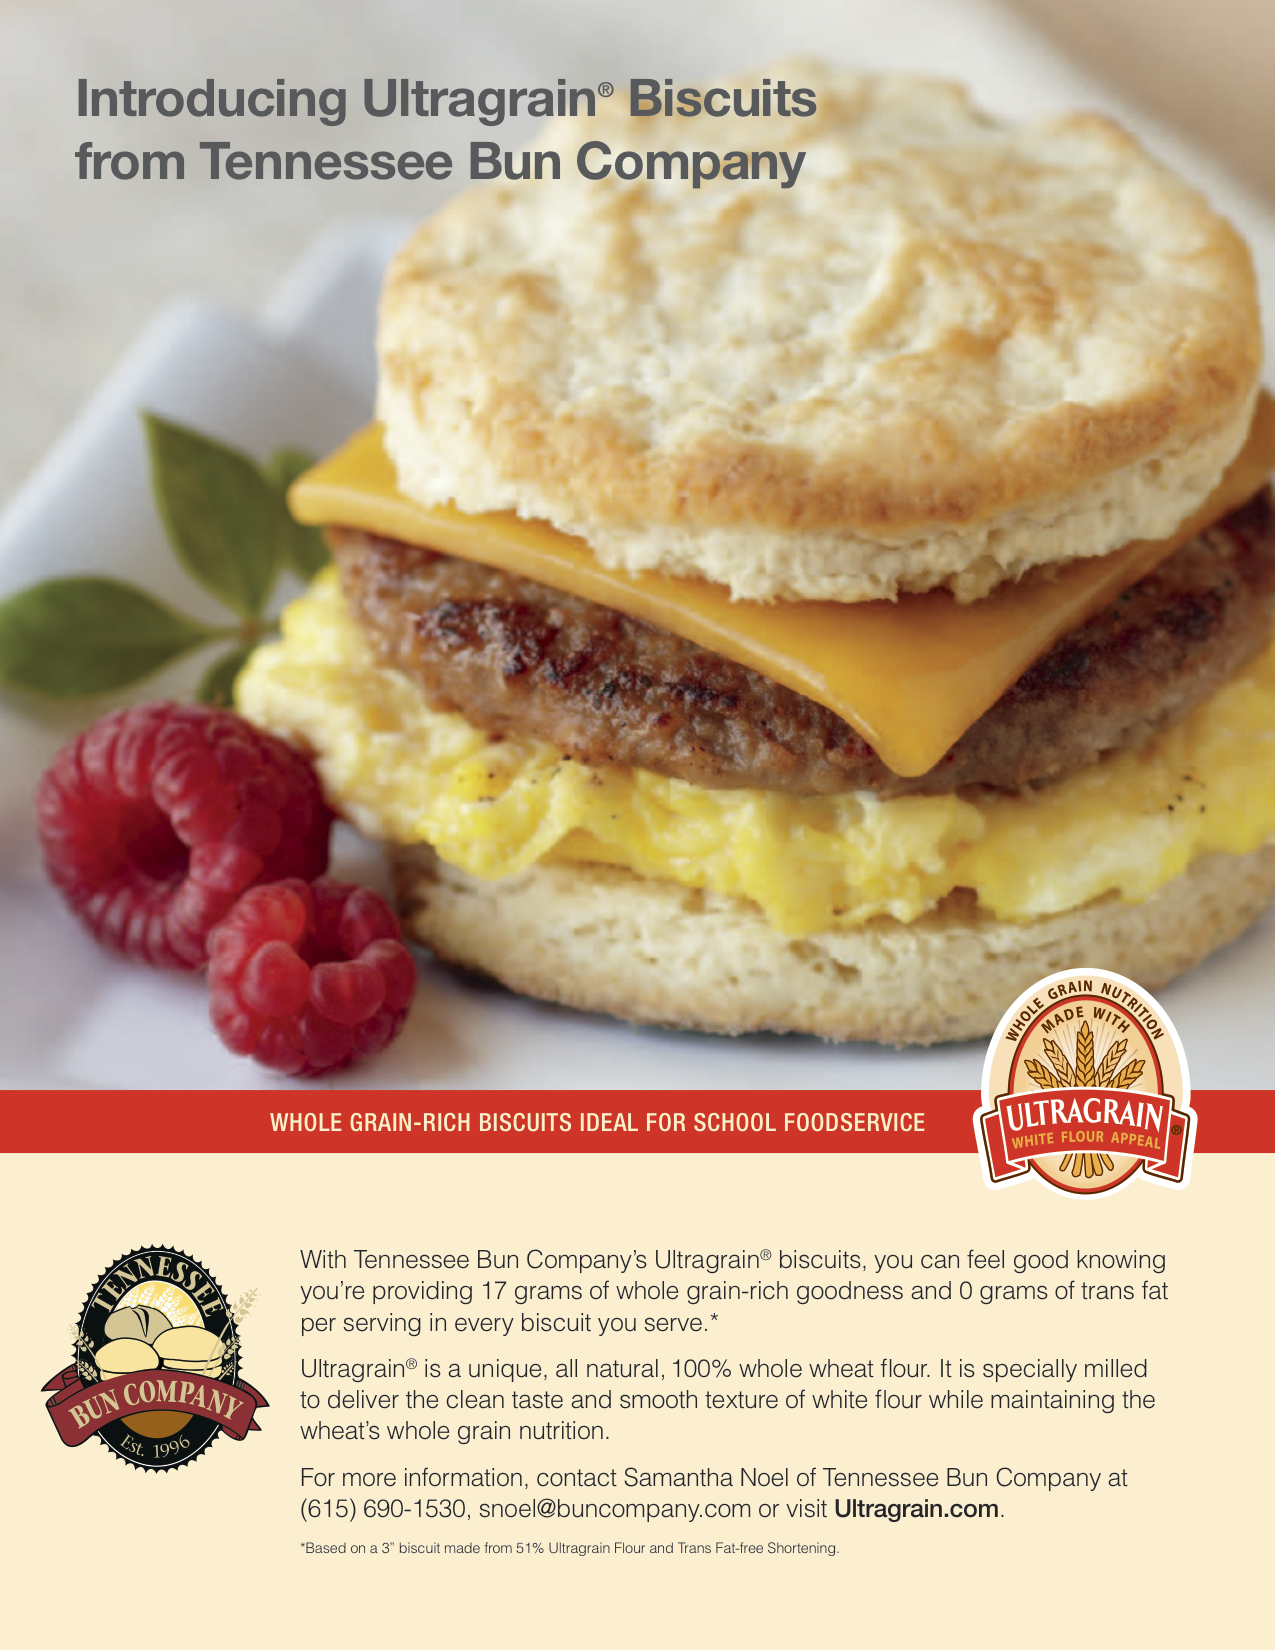 Introducing Ultragrain® Biscuits
from Tennessee Bun Company
WHOLE GRAIN NUTRITION
MADE WITH
ULTRAGRAIN®
WHITE FLOUR APPEAL
WHOLE GRAIN-RICH BISCUITS IDEAL FOR SCHOOL FOODSERVICE
TENNESSEE
BUN COMPANY
Est. 1996
With Tennessee Bun Company’s Ultragrain® biscuits, you can feel good knowing
you’re providing 17 grams of whole grain-rich goodness and 0 grams of trans fat
per serving in every biscuit you serve.*
Ultragrain® is a unique, all natural, 100% whole wheat flour. It is specially milled
to deliver the clean taste and smooth texture of white flour while maintaining the
wheat’s whole grain nutrition.
For more information, contact Samantha Noel of Tennessee Bun Company at
(615) 690-1530, snoel@buncompany.com or visit Ultragrain.com.
*Based on a 3” biscuit made from 51% Ultragrain Flour and Trans Fat-free Shortening.